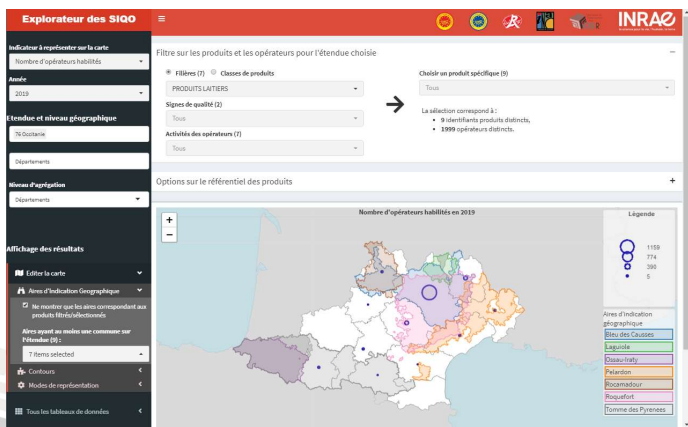 Explorateur des SIQO
INRAE
Indicateur à représenter sur la carte
Nombre d'opérateurs habilités
Année
2019
Etendue et niveau géographique
76 Occitanie
Départements
Niveau d'agrégation
Départements
Affichage des résultats
Editer la carte
Aires d'Indication Geographique
Ne montrer que les aires correspondant aux
produits filtrés/sélectionnés
Aires ayant au moins une commune sur
l'étendue (9) :
7 items selected
Contours
Modes de représentation
Tous les tableaux de données
Filtre sur les produits et les opérateurs pour l'étendue choisie
Filières (7) Classes de produits
PRODUITS LAITIERS
Signes de qualité (2)
Tous
Activités des opérateurs (7)
Tous
Choisir un produit spécifique (9)
Tous
La sélection correspond à :
9 identifiants produits distincts,
1999 opérateurs distincts.
Options sur le référentiel des produits
+
Nombre d'opérateurs habilités en 2019
+
−
Légende
1159
774
390
5
Aires d'Indication
géographique
Bleu des Causses
Laguiole
Ossau-Iraty
Pelardon
Rocamadour
Roquefort
Tomme des Pyrenees